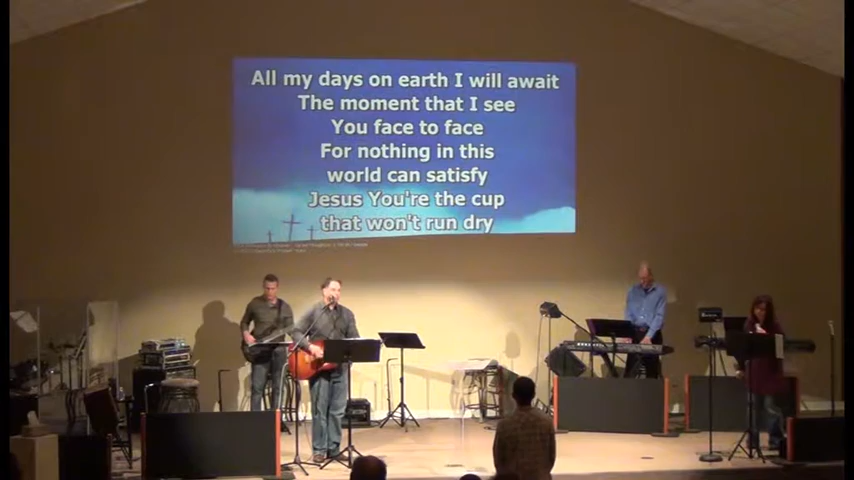 All my days on earth I will await
The moment that I see
You face to face
For nothing in this
world can satisfy
Jesus You're the cup
that won't run dry